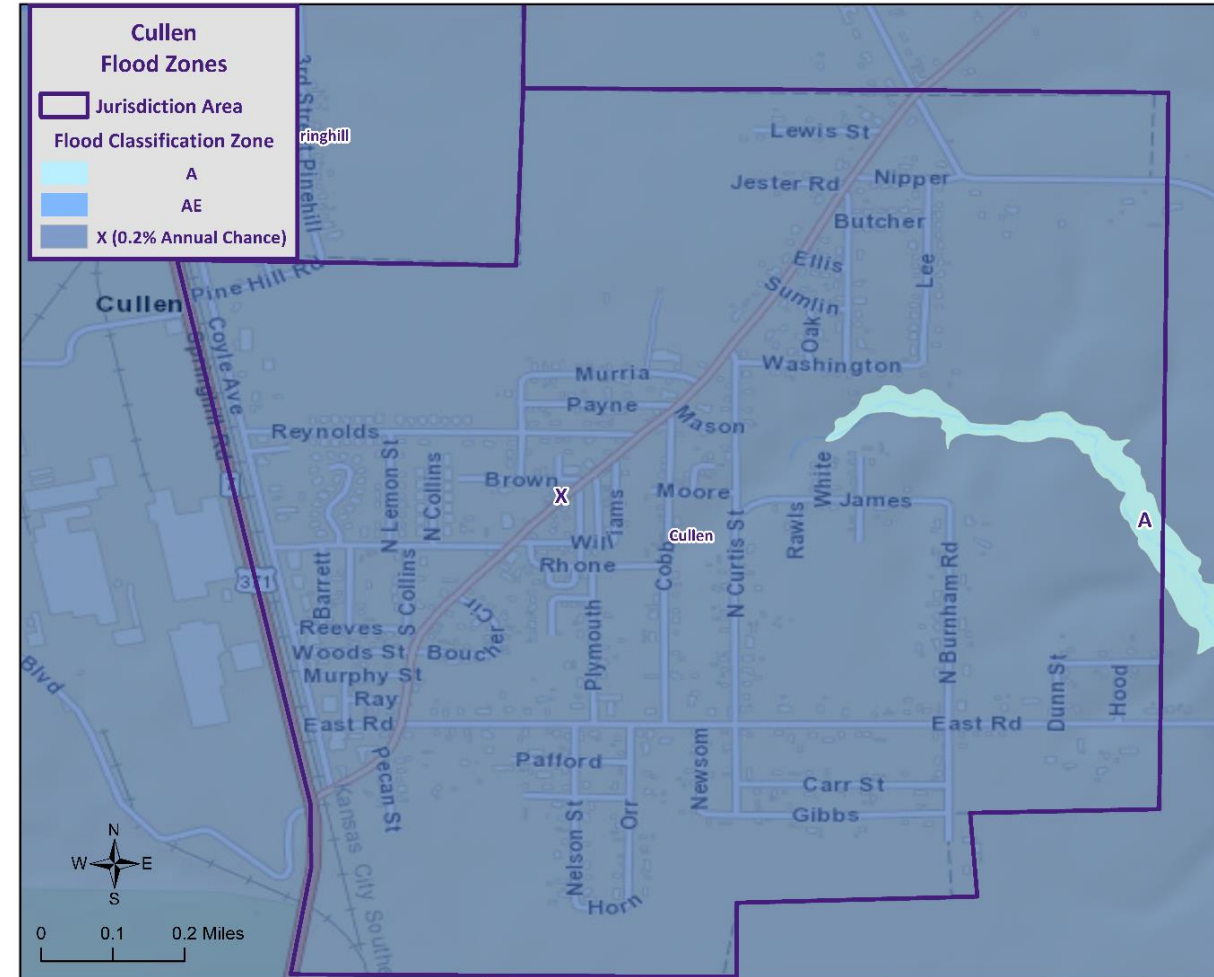 Cullen
Flood Zones
Jurisdiction Area
Flood Classification Zone
A
AE
X (0.2% Annual Chance)
3rd Street Pinehill
ringhill
Lewis St
Jester Rd
Nipper
Butcher
Ellis
Sumlin
Lee
Oak
Washington
Pine Hill Rd
Cullen
Coyle Ave
Springhill Rd
Murria
Payne
Mason
Reynolds
N Lemon St
N Collins
Brown
X
Moore
White
James
Rawls
A
Will
iams
Cullen
Rhone
Cobb
N Curtis St
371
Barrett
S Collins
Cir
Boucher
Reeves
Woods St
Murphy St
Ray
East Rd
Plymouth
N Burnham Rd
Dunn St
Hood
East Rd
Blvd
Pecan St
Pafford
Newsom
Carr St
Gibbs
Nelson St
Orr
Horn
Kansas City Southe
N
W
E
S
0
0.1
0.2 Miles